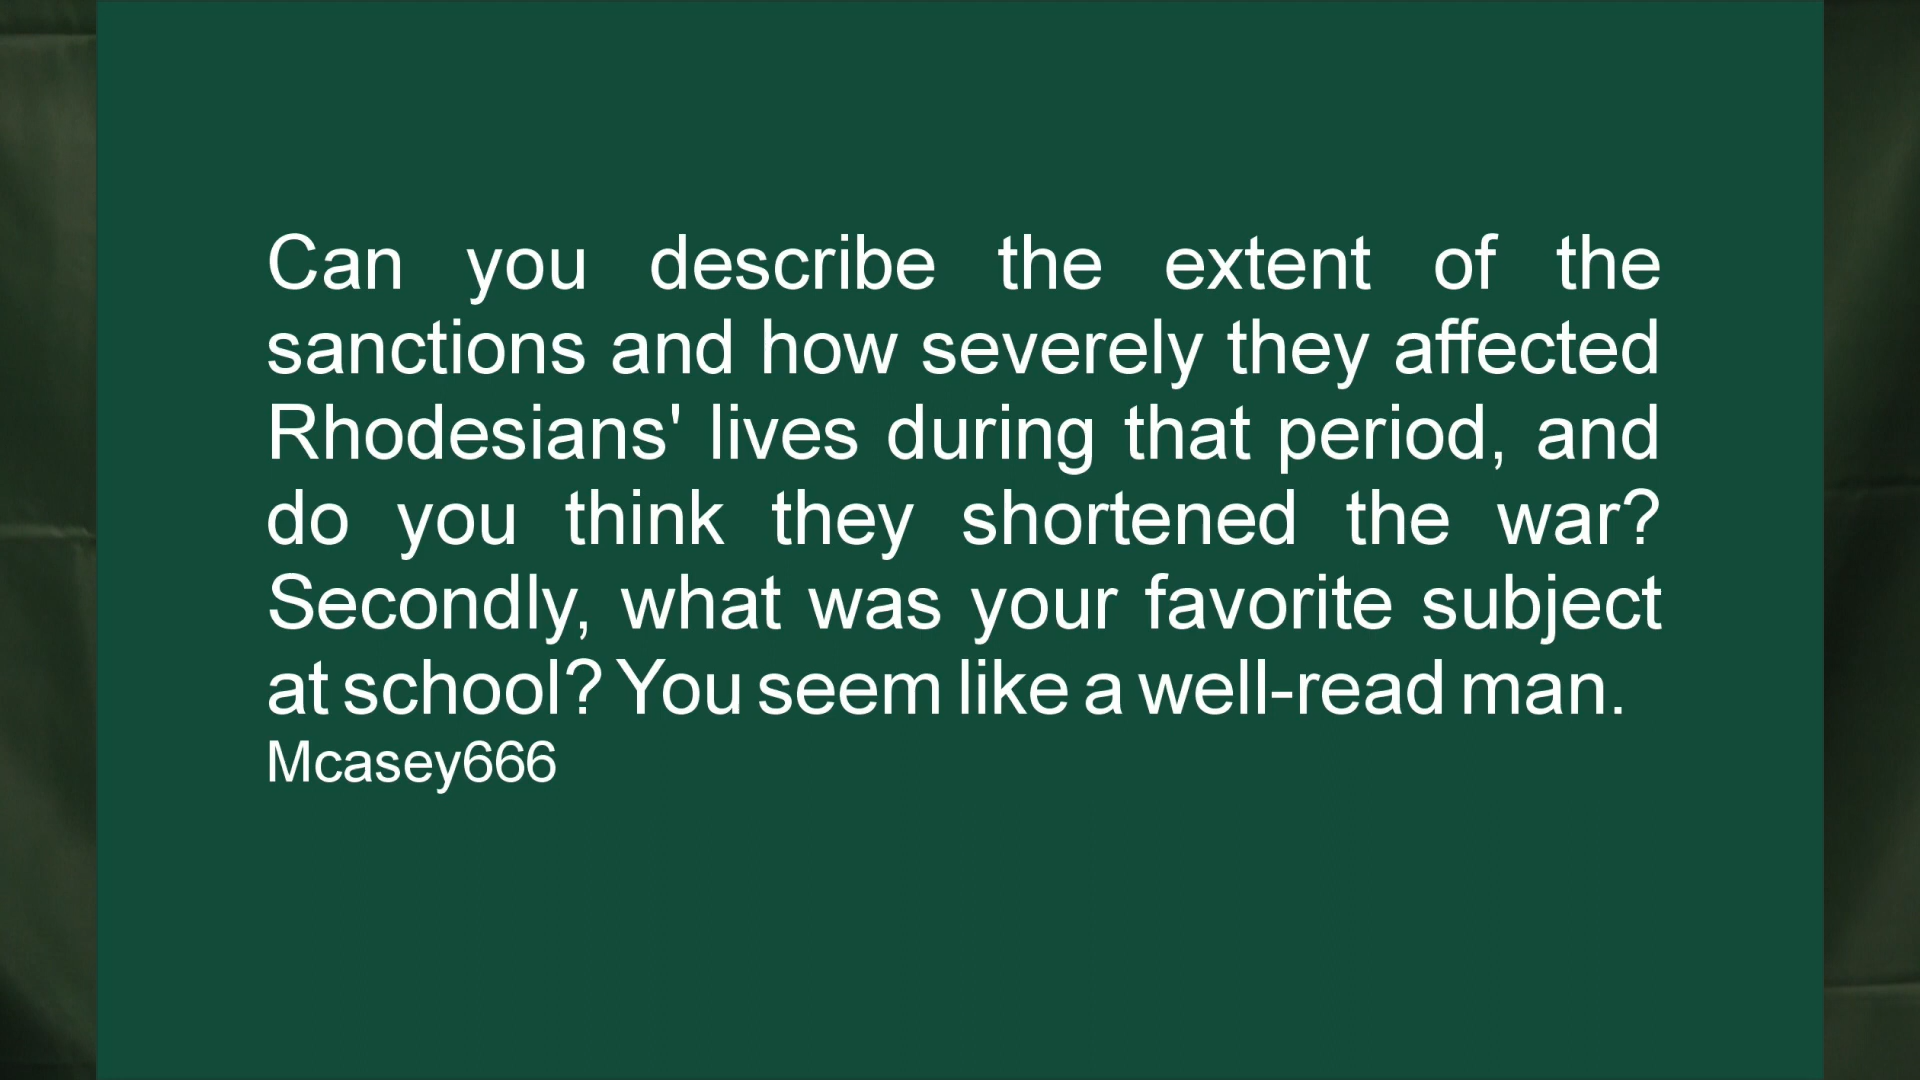 Can you describe the extent of the
sanctions and how severely they affected
Rhodesians' lives during that period, and
do you think they shortened the war?
Secondly, what was your favorite subject
at school? You seem like a well-read man.
Mcasey666